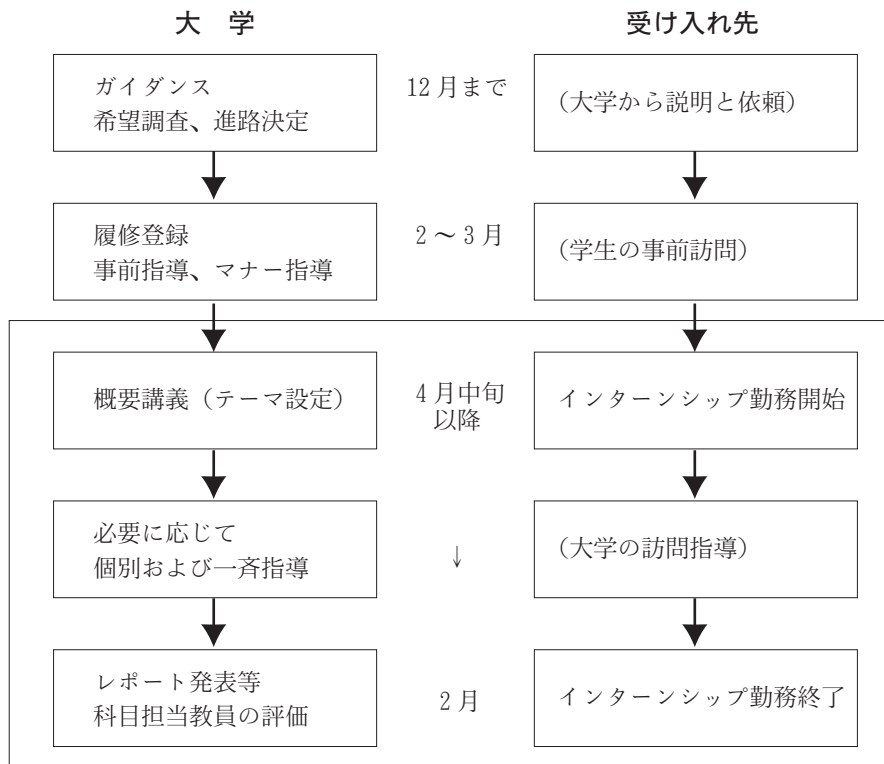 大　学
受け入れ先
ガイダンス
希望調査、進路決定
12月まで
(大学から説明と依頼)
履修登録
事前指導、マナー指導
2～3月
(学生の事前訪問)
概要講義（テーマ設定）
4月中旬
以降
インターンシップ勤務開始
必要に応じて
個別および一斉指導
↓
(大学の訪問指導)
レポート発表等
科目担当教員の評価
2月
インターンシップ勤務終了